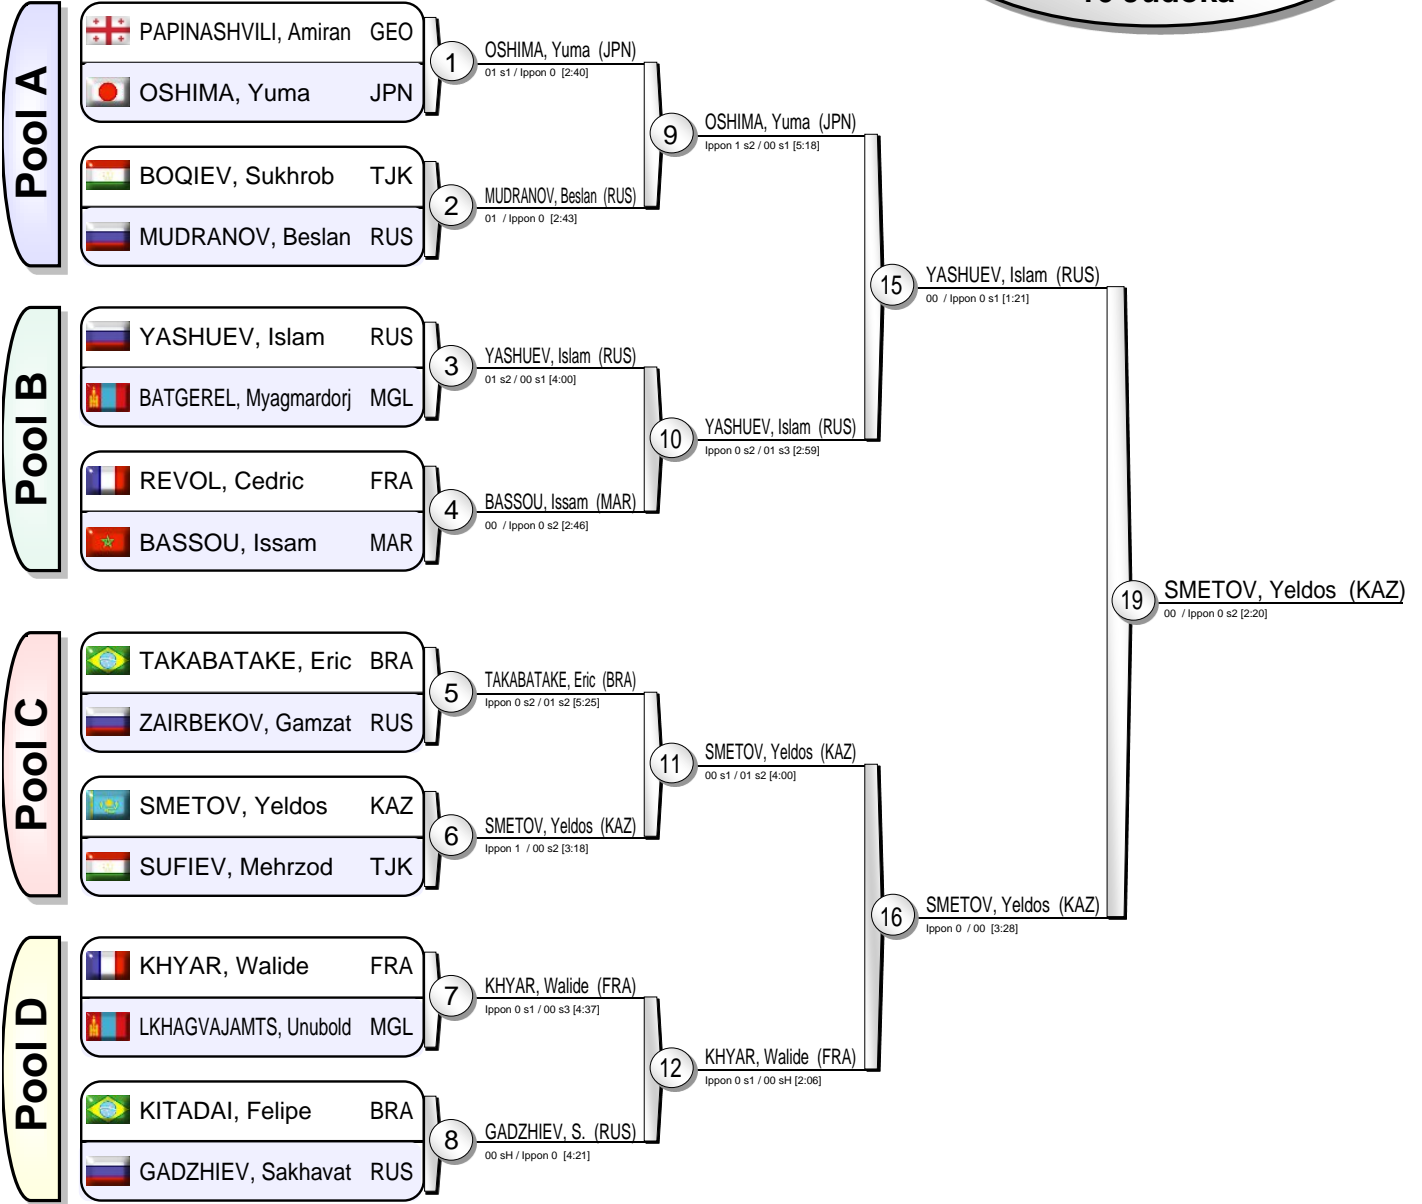 16 Judoka
Pool A
PAPINASHVILI, Amiran GEO
OSHIMA, Yuma JPN
1
OSHIMA, Yuma (JPN)
01 s1 / Ippon 0 [2:40]
BOQIEV, Sukhrob TJK
MUDRANOV, Beslan RUS
2
MUDRANOV, Beslan (RUS)
01 / Ippon 0 [2:43]
9
OSHIMA, Yuma (JPN)
Ippon 1 s2 / 00 s1 [5:18]
Pool B
YASHUEV, Islam RUS
BATGEREL, Myagmardorj MGL
3
YASHUEV, Islam (RUS)
01 s2 / 00 s1 [4:00]
REVOL, Cedric FRA
BASSOU, Issam MAR
4
BASSOU, Issam (MAR)
00 / Ippon 0 s2 [2:46]
10
YASHUEV, Islam (RUS)
Ippon 0 s2 / 01 s3 [2:59]
15
YASHUEV, Islam (RUS)
00 / Ippon 0 s1 [1:21]
Pool C
TAKABATAKE, Eric BRA
ZAIRBEKOV, Gamzat RUS
5
TAKABATAKE, Eric (BRA)
Ippon 0 s2 / 01 s2 [5:25]
SMETOV, Yeldos KAZ
SUFIEV, Mehrzod TJK
6
SMETOV, Yeldos (KAZ)
Ippon 1 / 00 s2 [3:18]
11
SMETOV, Yeldos (KAZ)
00 s1 / 01 s2 [4:00]
Pool D
KHYAR, Walide FRA
LKHAGVAJAMTS, Unubold MGL
7
KHYAR, Walide (FRA)
Ippon 0 s1 / 00 s3 [4:37]
KITADAI, Felipe BRA
GADZHIEV, Sakhavat RUS
8
GADZHIEV, S. (RUS)
00 sH / Ippon 0 [4:21]
12
KHYAR, Walide (FRA)
Ippon 0 s1 / 00 sH [2:06]
16
SMETOV, Yeldos (KAZ)
Ippon 0 / 00 [3:28]
19
SMETOV, Yeldos (KAZ)
00 / Ippon 0 s2 [2:20]